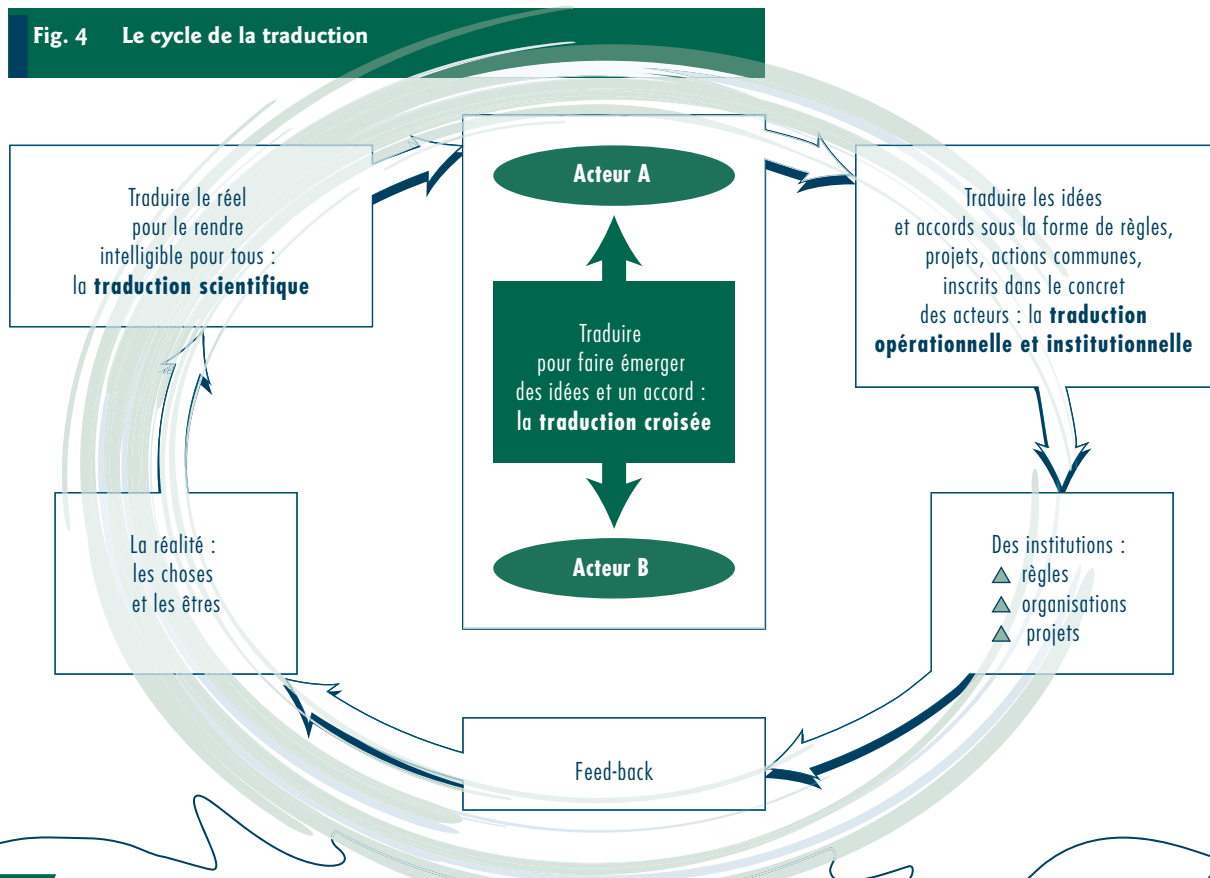 Fig. 4 Le cycle de la traduction
Traduire le réel
pour le rendre
intelligible pour tous :
la traduction scientifique
Acteur A
Traduire
pour faire émerger
des idées et un accord :
la traduction croisée
Acteur B
Traduire les idées
et accords sous la forme de règles,
projets, actions communes,
inscrits dans le concret
des acteurs : la traduction
opérationnelle et institutionnelle
La réalité :
les choses
et les êtres
Des institutions :
règles
organisations
projets
Feed-back